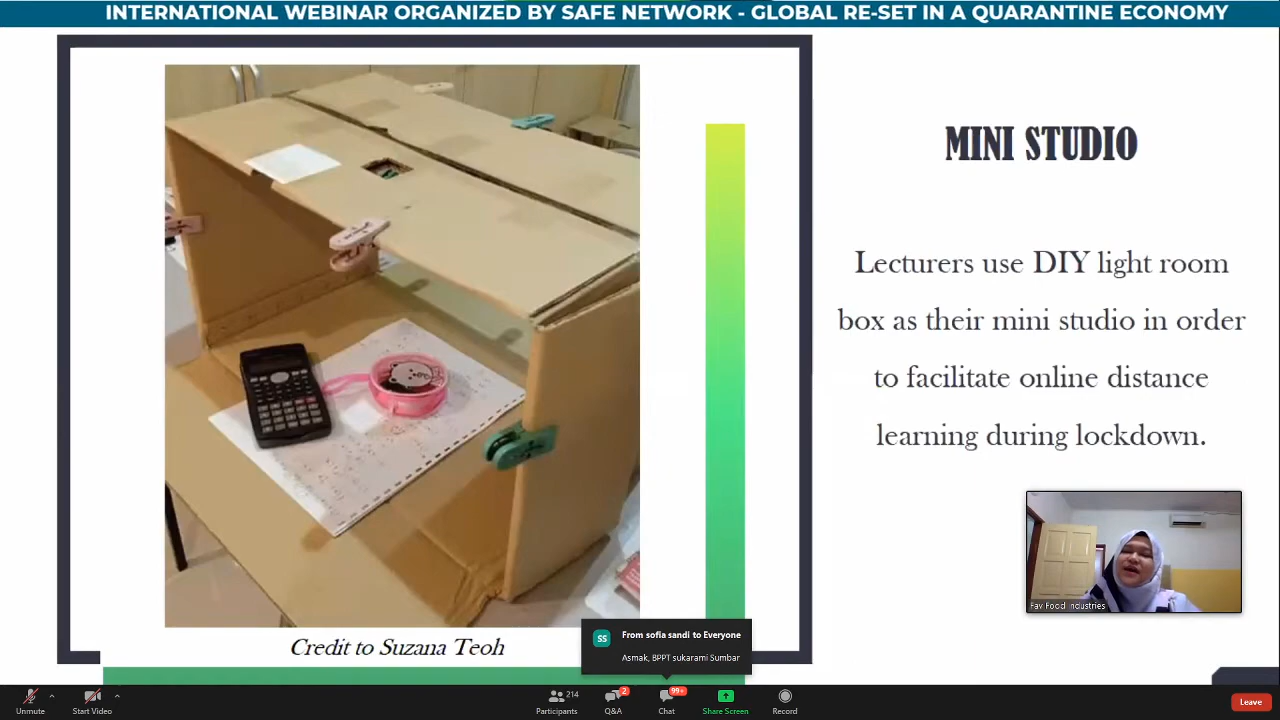 INTERNATIONAL WEBINAR ORGANIZED BY SAFE NETWORK - GLOBAL RE-SET IN A QUARANTINE ECONOMY
MINI STUDIO
Lecturers use DIY light room
box as their mini studio in order
to facilitate online distance
learning during lockdown.
Credit to Suzana Teoh
Fav Food Industries
SS
From sofia sandi to Everyone
Asmak, BPPT sukarami Sumbar
Unmute
Start Video
214
Participants
2
Q&A
99+
Chat
Share Screen
Record
Leave